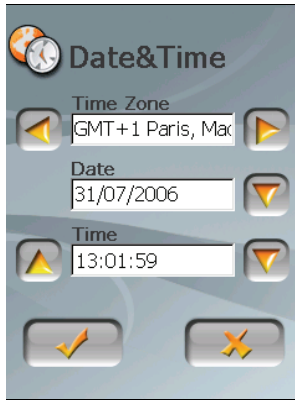 Date&Time
Time Zone
GMT+1 Paris, Mac
Date
31/07/2006
Time
13:01:59